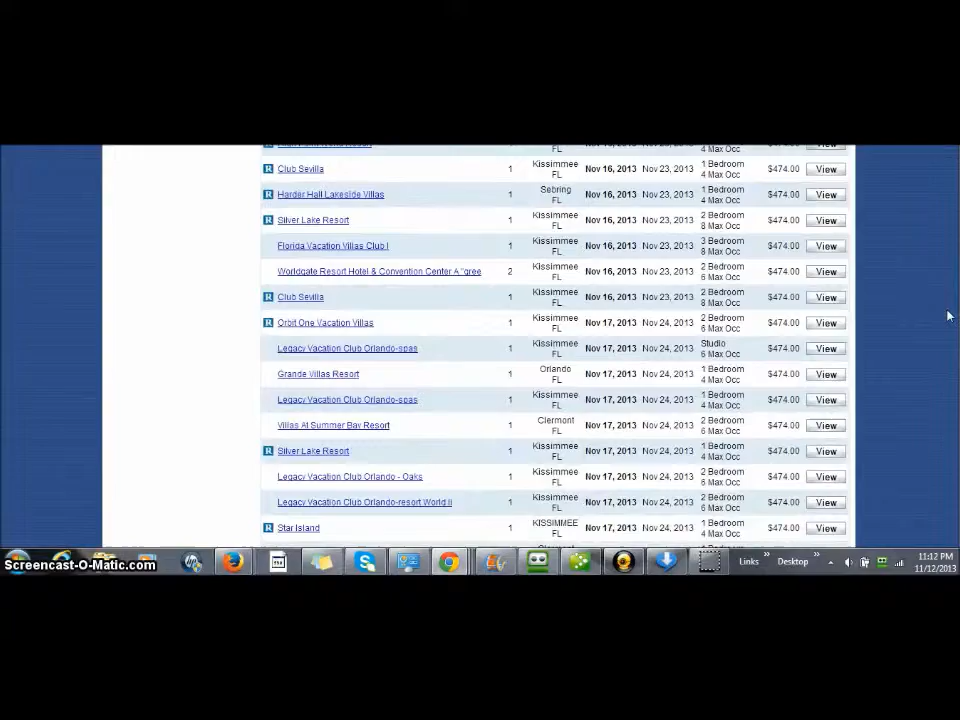 Club Sevilla 1 Kissimmee FL Nov 16, 2013 Nov 23, 2013 1 Bedroom 4 Max Occ $474.00 View
R Harder Hall Lakeside Villas 1 Sebring FL Nov 16, 2013 Nov 23, 2013 1 Bedroom 4 Max Occ $474.00 View
R Silver Lake Resort 1 Kissimmee FL Nov 16, 2013 Nov 23, 2013 2 Bedroom 8 Max Occ $474.00 View
Florida Vacation Villas Club I 1 Kissimmee FL Nov 16, 2013 Nov 23, 2013 3 Bedroom 8 Max Occ $474.00 View
Worldgate Resort Hotel & Convention Center A "gree 2 Kissimmee FL Nov 16, 2013 Nov 23, 2013 2 Bedroom 6 Max Occ $474.00 View
R Club Sevilla 1 Kissimmee FL Nov 16, 2013 Nov 23, 2013 2 Bedroom 8 Max Occ $474.00 View
R Orbit One Vacation Villas 1 Kissimmee FL Nov 17, 2013 Nov 24, 2013 2 Bedroom 6 Max Occ $474.00 View
Legacy Vacation Club Orlando-spas 1 Kissimmee FL Nov 17, 2013 Nov 24, 2013 Studio 6 Max Occ $474.00 View
Grande Villas Resort 1 Orlando FL Nov 17, 2013 Nov 24, 2013 1 Bedroom 4 Max Occ $474.00 View
Legacy Vacation Club Orlando-spas 1 Kissimmee FL Nov 17, 2013 Nov 24, 2013 1 Bedroom 4 Max Occ $474.00 View
Villas At Summer Bay Resort 1 Clermont FL Nov 17, 2013 Nov 24, 2013 2 Bedroom 6 Max Occ $474.00 View
R Silver Lake Resort 1 Kissimmee FL Nov 17, 2013 Nov 24, 2013 1 Bedroom 4 Max Occ $474.00 View
Legacy Vacation Club Orlando - Oaks 1 Kissimmee FL Nov 17, 2013 Nov 24, 2013 2 Bedroom 6 Max Occ $474.00 View
Legacy Vacation Club Orlando-resort World Ii 1 Kissimmee FL Nov 17, 2013 Nov 24, 2013 2 Bedroom 6 Max Occ $474.00 View
R Star Island 1 KISSIMMEE FL Nov 17, 2013 Nov 24, 2013 1 Bedroom 4 Max Occ $474.00 View
Screencast-O-Matic.com Links » Desktop » 11:12 PM
11/12/2013